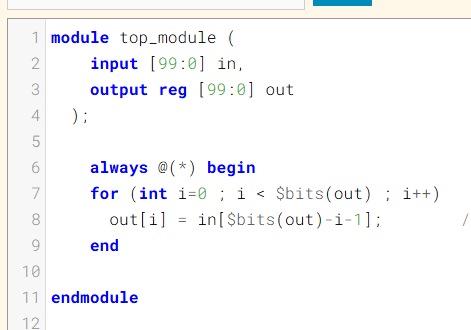 1 module top_module (
2 input [99:0] in,
3 output reg [99:0] out
4 );
5
6 always @(*) begin
7 for (int i=0 ; i < $bits(out) ; i++)
8 out[i] = in[$bits(out)-i-1]; /
9 end
10
11 endmodule
12